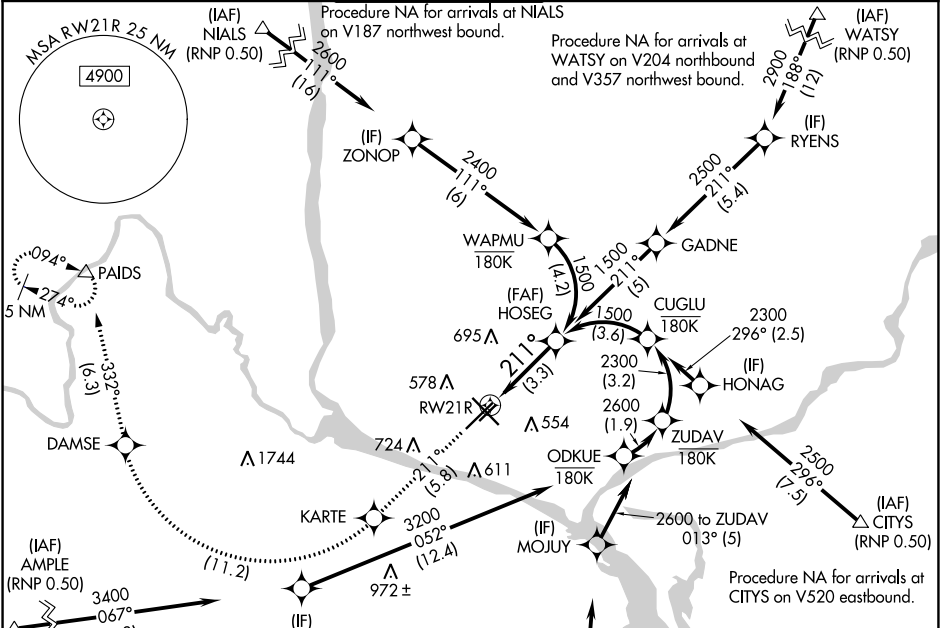 MSA RW21R 25 NM
4900
(IAF)
NIALS
(RNP 0.50)
Procedure NA for arrivals at NIALS
on V187 northwest bound.
2600
111°
(16)
Procedure NA for arrivals at
WATSY on V204 northbound
and V357 northwest bound.
(IAF)
WATSY
(RNP 0.50)
2900
188°
(12)
(IF)
ZONOP
(IF)
RYENS
2400
111°
(6)
2500
211°
(5.4)
WAPMU
180K
GADNE
1500
(4.2)
1500
211°
(5)
094°
274°
PAIDS
5 NM
(FAF)
HOSEG
CUGLU
180K
1500
(3.6)
2300
296° (2.5)
695
211°
(3.3)
(IF)
HONAG
2300
(3.2)
332°
(6.3)
578
RW21R
554
2600
(1.9)
ZUDAV
180K
DAMSE
1744
724
211°
(5.8)
611
ODKUE
180K
2500
296°
(7.5)
KARTE
3200
052°
(12.4)
(IF)
MOJUY
2600 to ZUDAV
013° (5)
(IAF)
CITYS
(RNP 0.50)
(11.2)
972 ±
(IAF)
AMPLE
(RNP 0.50)
3400
067°
(IF)
Procedure NA for arrivals at
CITYS on V520 eastbound.